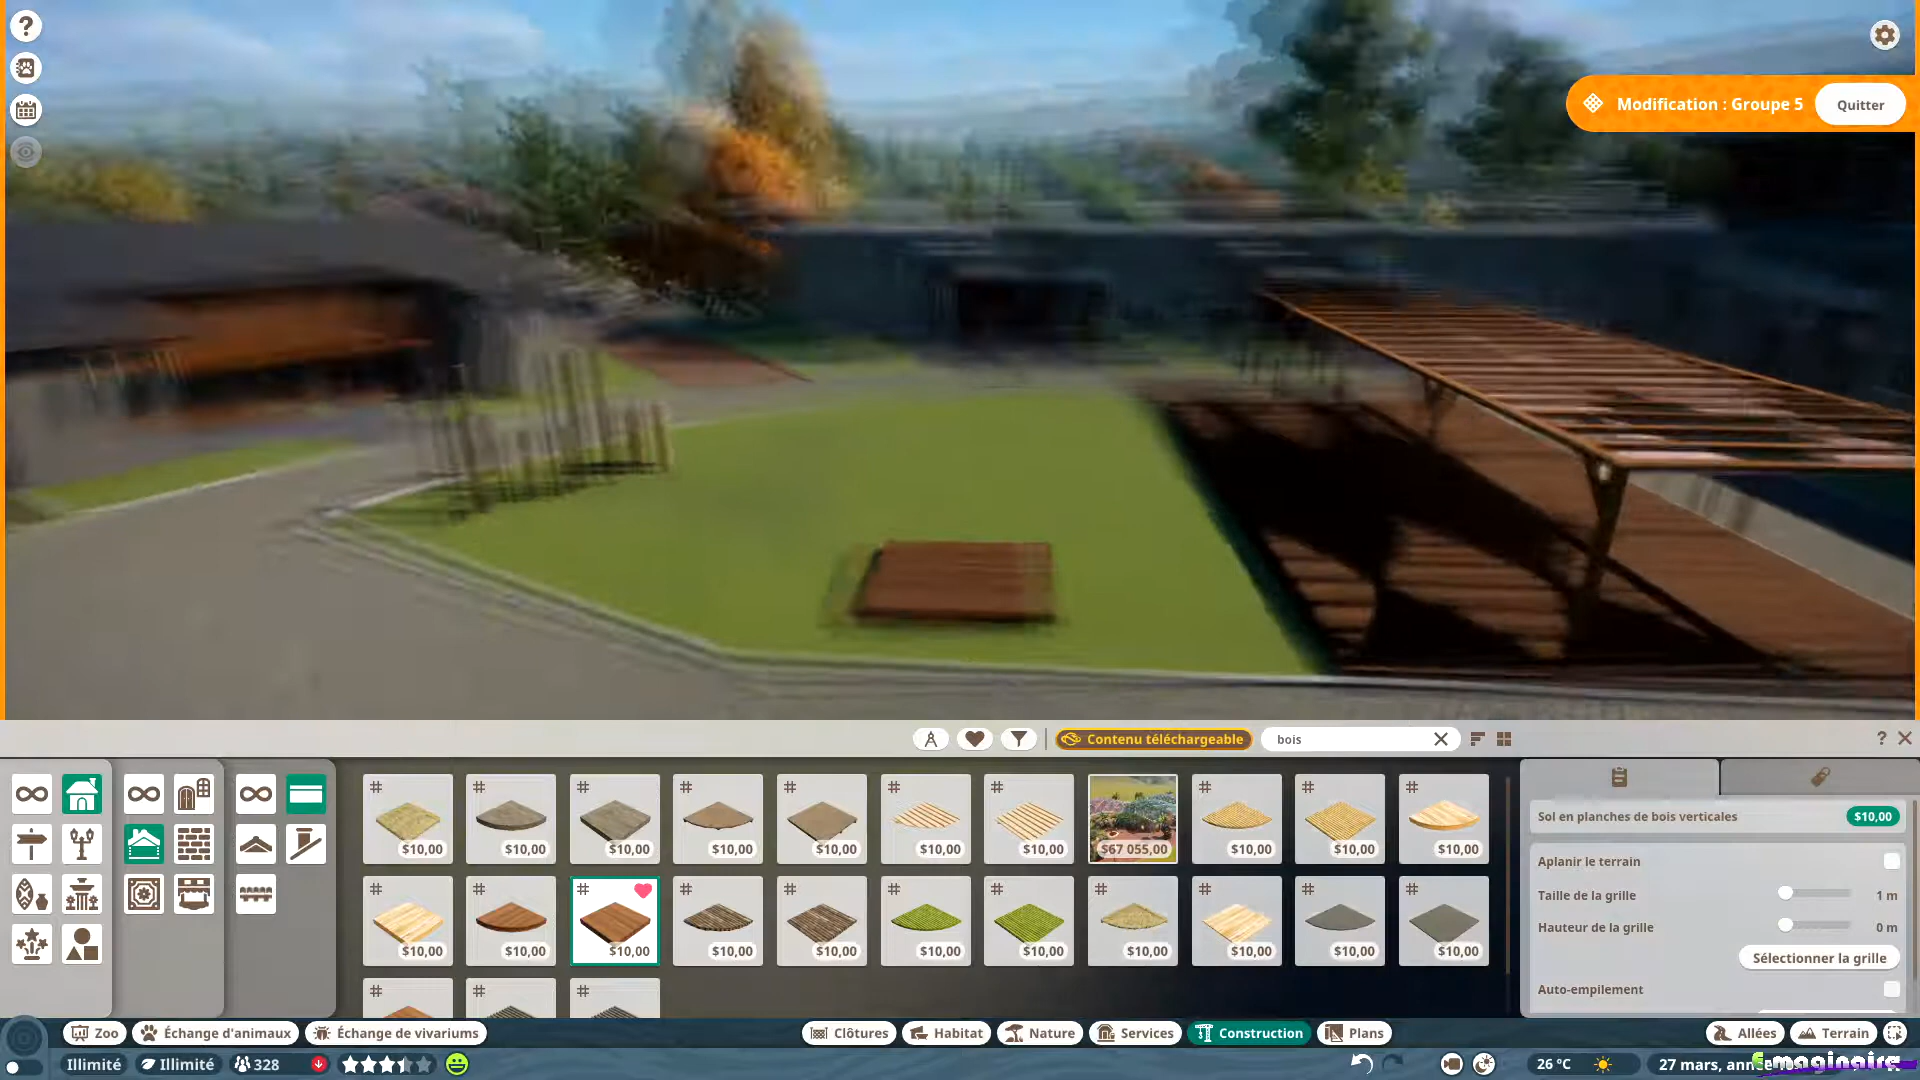 Modification : Groupe 5
Quitter
Contenu téléchargeable
bois
$10,00
$10,00
$10,00
$10,00
$10,00
$10,00
$10,00
$67 055,00
$10,00
$10,00
$10,00
$10,00
$10,00
$10,00
$10,00
$10,00
$10,00
$10,00
$10,00
$10,00
$10,00
$10,00
Sol en planches de bois verticales
$10,00
Aplanir le terrain
Taille de la grille
1 m
Hauteur de la grille
0 m
Sélectionner la grille
Auto-empilement
Zoo
Échange d'animaux
Échange de vivariums
Clôtures
Habitat
Nature
Services
Construction
Plans
Allées
Terrain
Illimité
Illimité
328
26 °C
27 mars,
Emaginaira